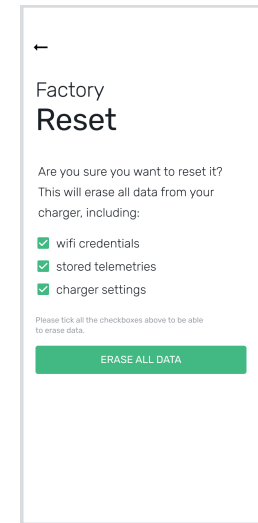 Factory
Reset
Are you sure you want to reset it?
This will erase all data from your
charger, including:
wifi credentials
stored telemetries
charger settings
Please tick all the checkboxes above to be able
to erase data.
ERASE ALL DATA